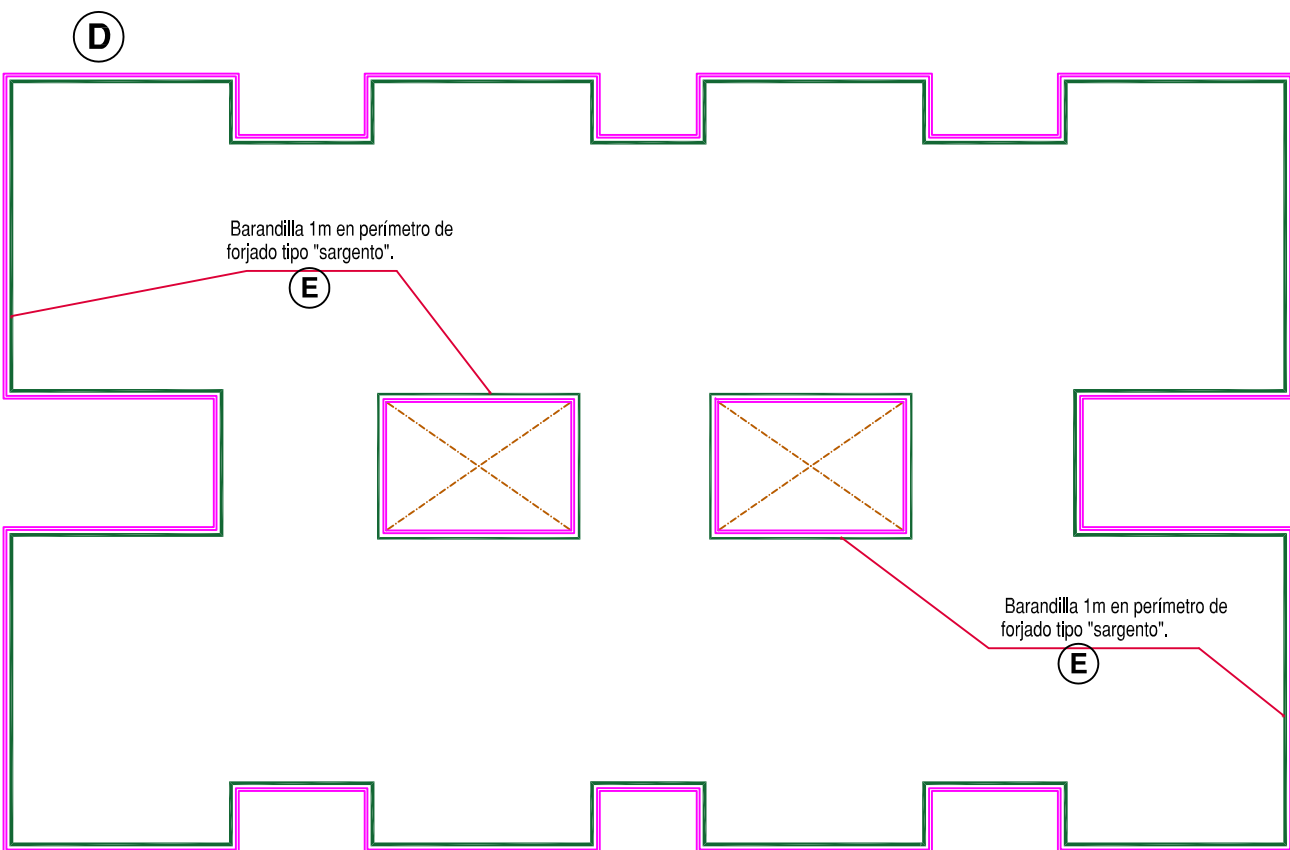 D
Barandilla 1m en perímetro de
forjado tipo "sargento".
E
Barandilla 1m en perímetro de
forjado tipo "sargento".
E